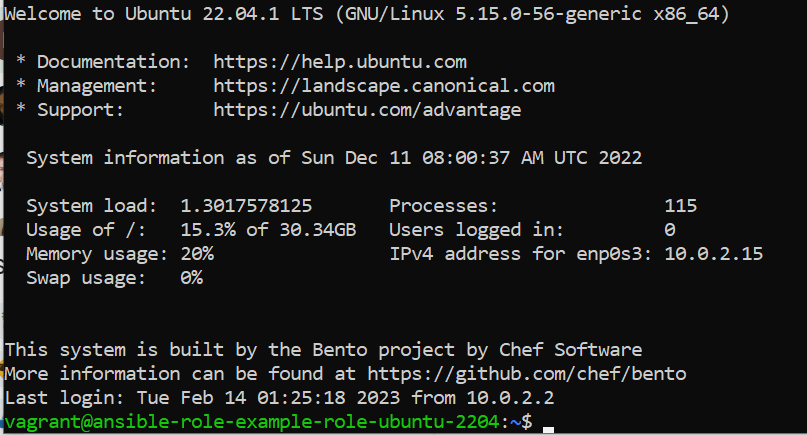 Welcome to Ubuntu 22.04.1 LTS (GNU/Linux 5.15.0-56-generic x86_64)
* Documentation:  https://help.ubuntu.com
* Management:     https://landscape.canonical.com
* Support:        https://ubuntu.com/advantage
System information as of Sun Dec 11 08:00:37 AM UTC 2022
System load:  1.3017578125      Processes:               115
Usage of /:   15.3% of 30.34GB   Users logged in:         0
Memory usage: 20%                IPv4 address for enp0s3: 10.0.2.15
Swap usage:   0%
This system is built by the Bento project by Chef Software
More information can be found at https://github.com/chef/bento
Last login: Tue Feb 14 01:25:18 2023 from 10.0.2.2
vagrant@ansible-role-example-role-ubuntu-2204:~$